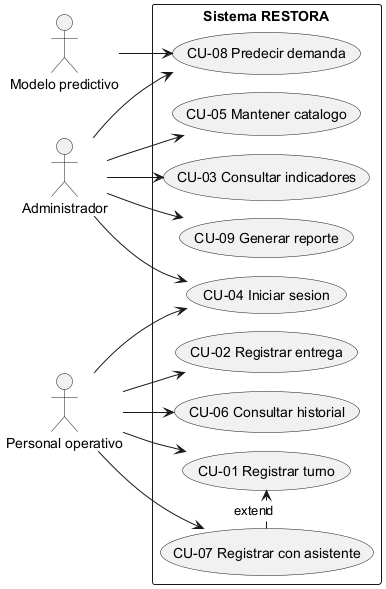 Sistema RESTORA
Modelo predictivo
CU-08 Predecir demanda
CU-05 Mantener catalogo
Administrador
CU-03 Consultar indicadores
CU-09 Generar reporte
CU-04 Iniciar sesion
CU-02 Registrar entrega
Personal operativo
CU-06 Consultar historial
CU-01 Registrar turno
extend
CU-07 Registrar con asistente